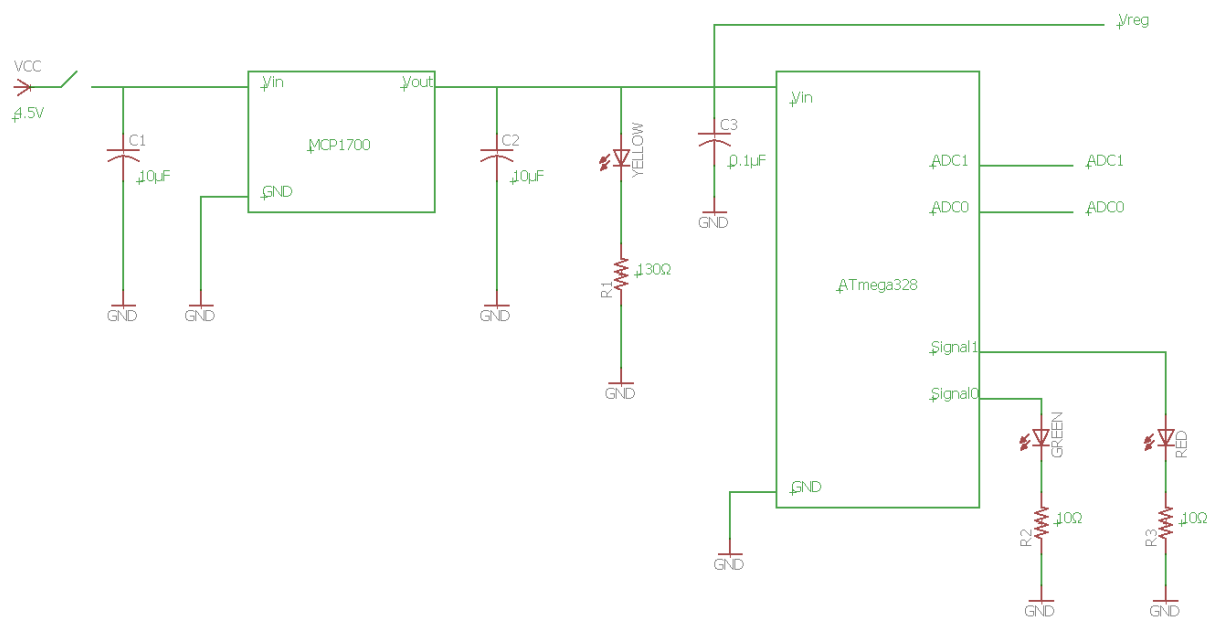 Vreg
VCC
4.5V
Vin
Vout
MCP1700
GND
C1
10µF
C2
10µF
YELLOW
C3
0.1µF
GND
Vin
ADC1
ADC1
ADC0
ADC0
ATmega328
R1
130Ω
GND
GND
GND
GND
Signal1
Signal0
GREEN
RED
GND
R2
10Ω
R3
10Ω
GND
GND
GND